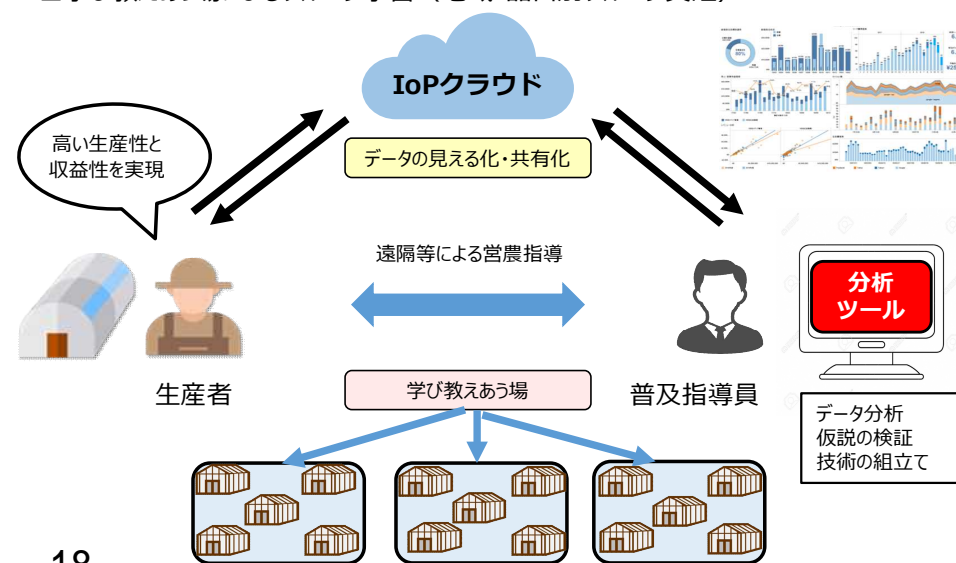 IoPクラウド
高い生産性と
収益性を実現
データの見える化・共有化
遠隔等による営農指導
分析
ツール
生産者
学び教えあう場
普及指導員
データ分析
仮説の検証
技術の組立て